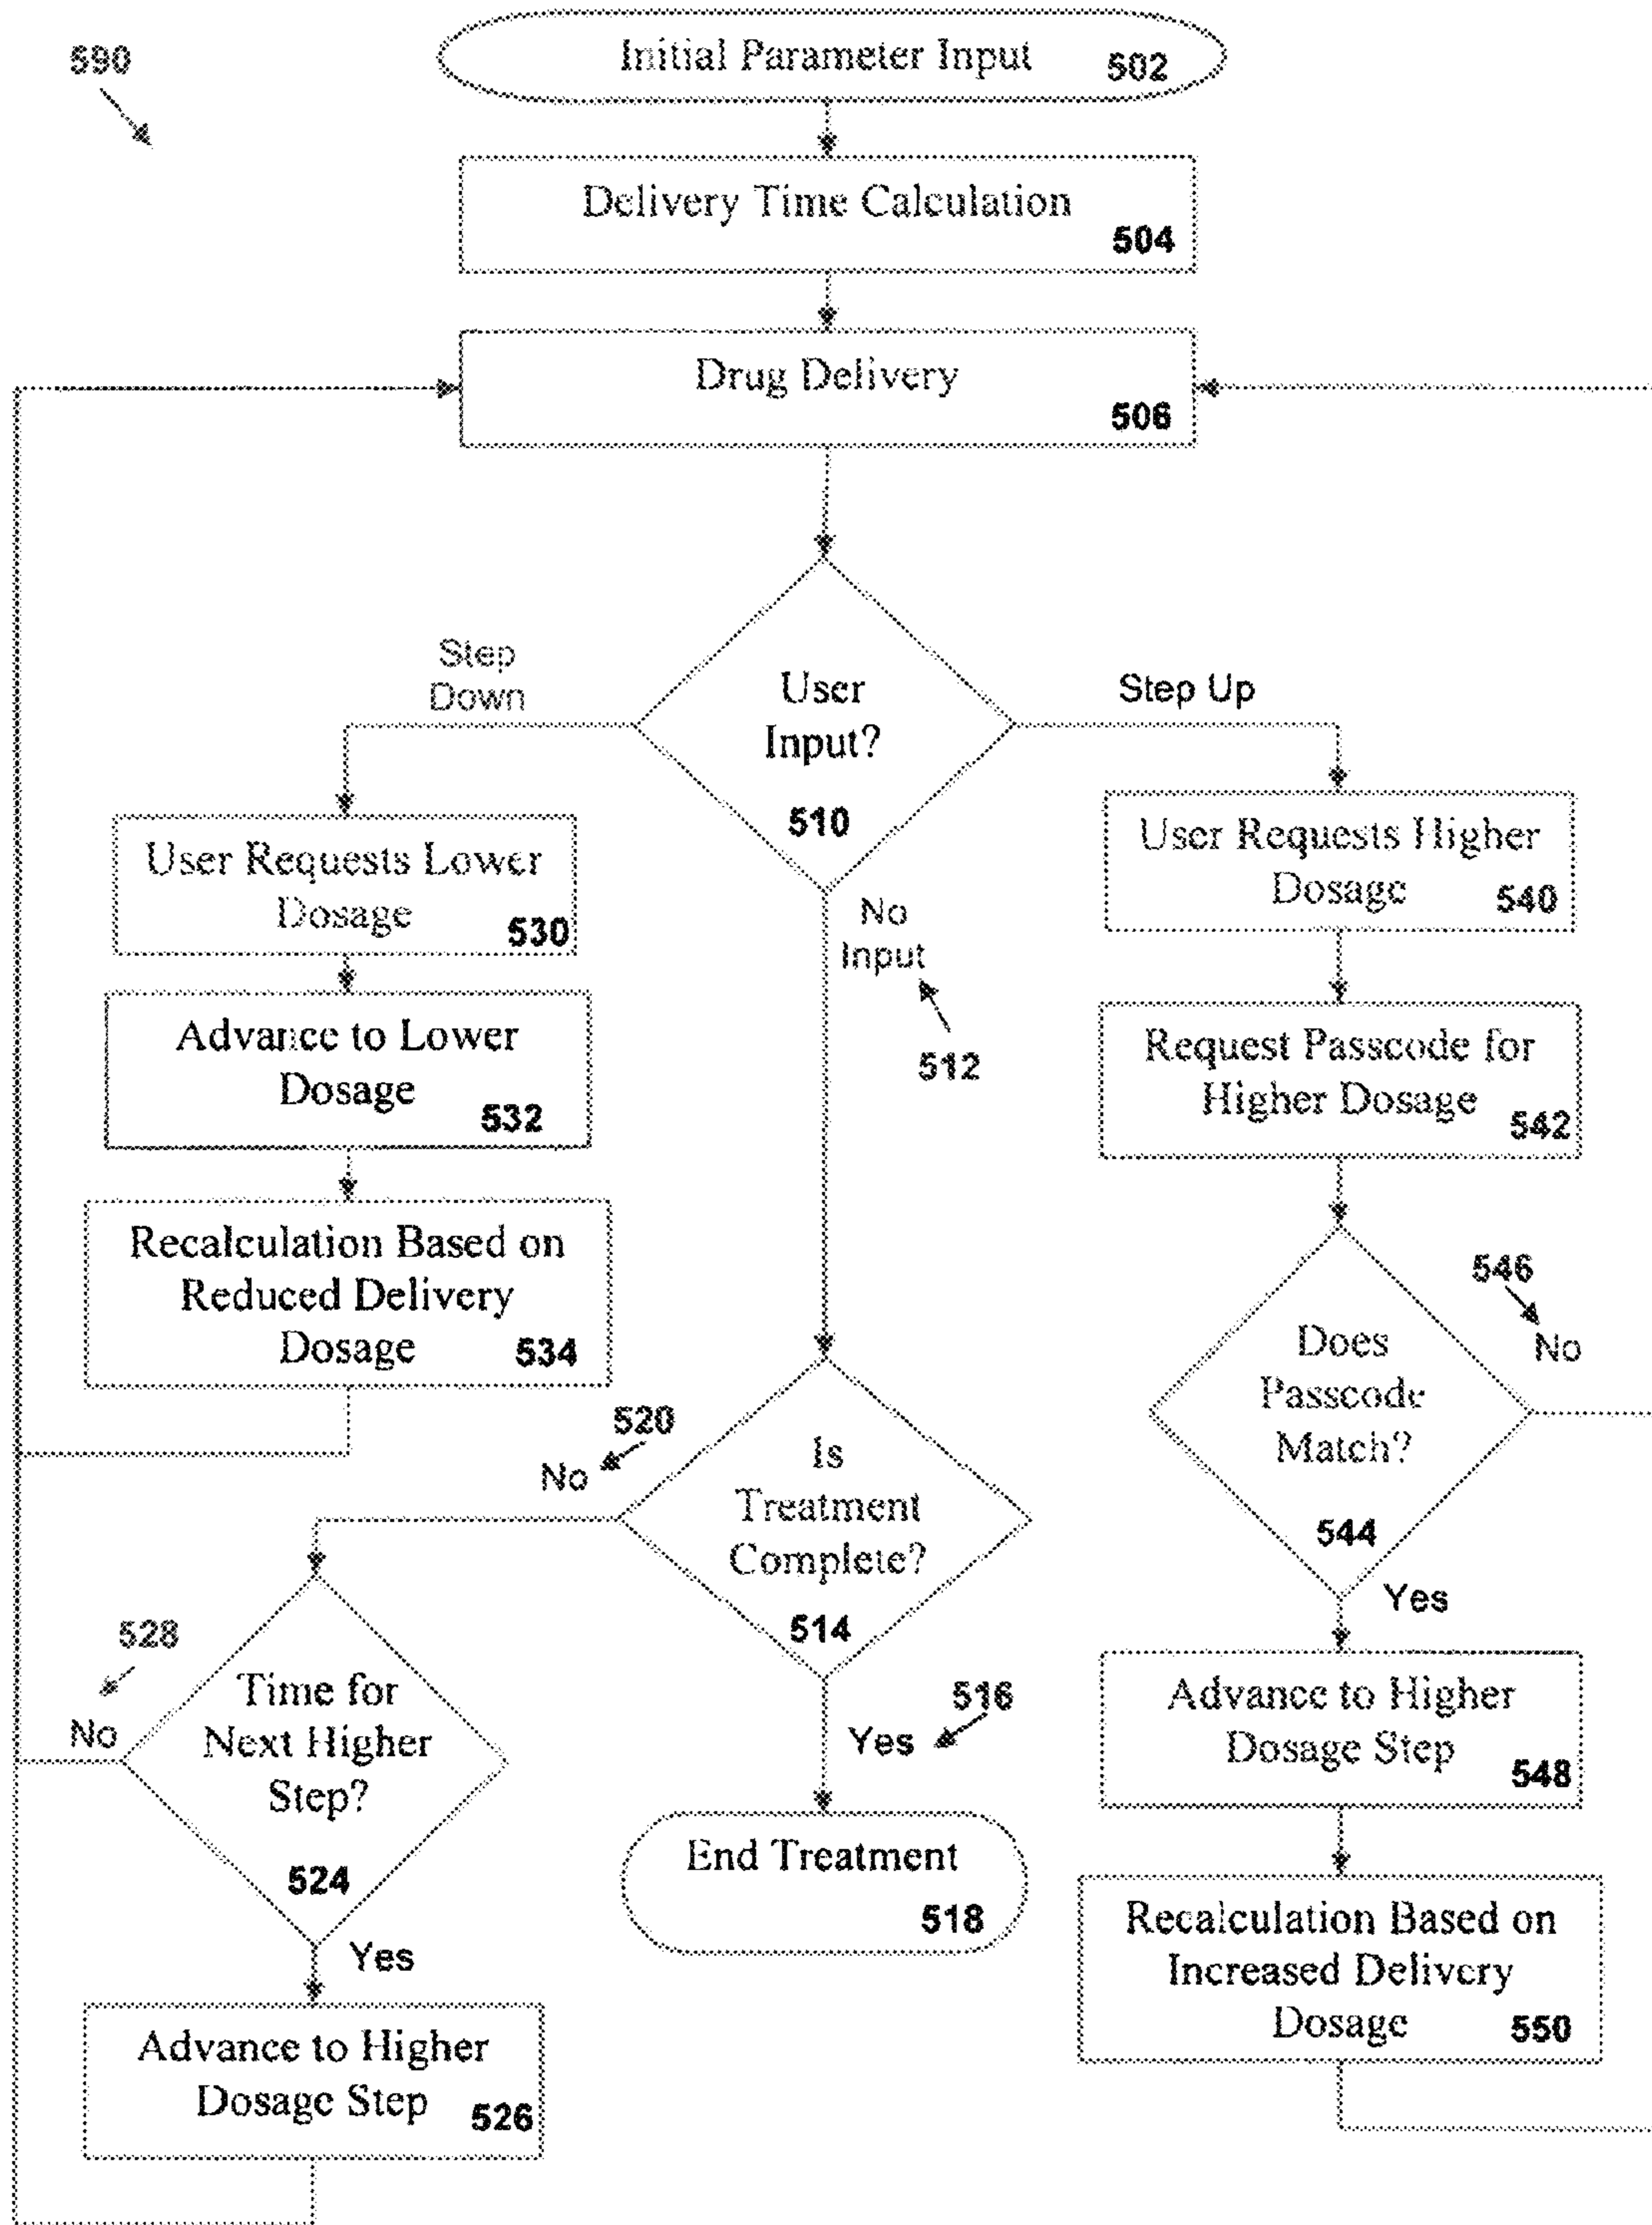 590
Initial Parameter Input 502
Delivery Time Calculation
504
Drug Delivery
506
Step
Down
User
Input?
510
Step Up
User Requests Lower
Dosage 530
No
Input
512
User Requests Higher
Dosage 540
Advance to Lower
Dosage
532
Request Passcode for
Higher Dosage
542
Recalculation Based on
Reduced Delivery
Dosage 534
546
No
Does
Passcode
Match?
544
Yes
520
No
Is
Treatment
Complete?
514
516
Yes
528
No
Time for
Next Higher
Step?
524
Yes
Advance to Higher
Dosage Step
548
End Treatment
518
Recalculation Based on
Increased Delivery
Dosage 550
Advance to Higher
Dosage Step 526